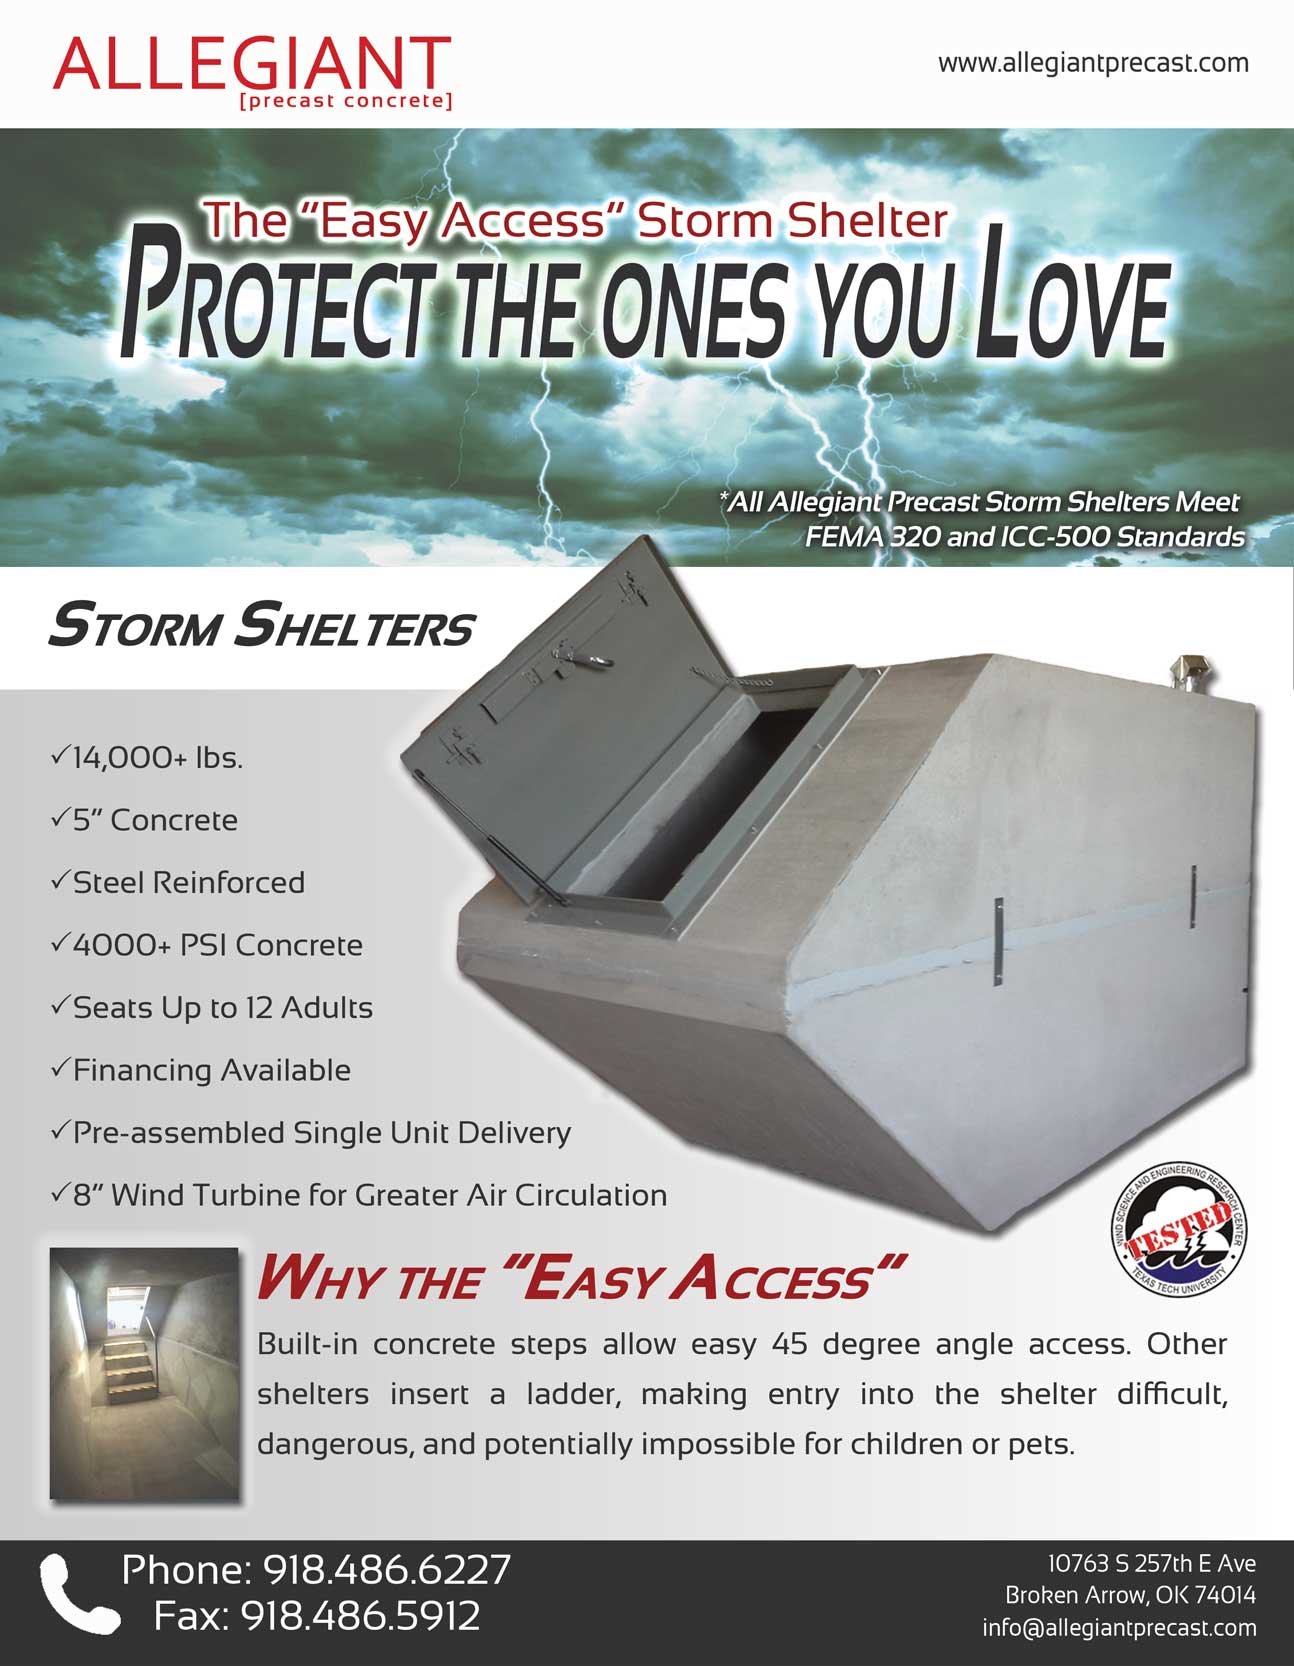 ALLEGIANT
[precast concrete]
www.allegiantprecast.com
The "Easy Access" Storm Shelter
PROTECT THE ONES YOU LOVE
*All Allegiant Precast Storm Shelters Meet
FEMA 320 and ICC-500 Standards
STORM SHELTERS
✓14,000+ lbs.
✓5" Concrete
✓Steel Reinforced
✓4000+ PSI Concrete
✓Seats Up to 12 Adults
✓Financing Available
✓Pre-assembled Single Unit Delivery
✓8" Wind Turbine for Greater Air Circulation
WIND SCIENCE AND ENGINEERING RESEARCH CENTER
TESTED
TEXAS TECH UNIVERSITY
WHY THE "EASY ACCESS"
Built-in concrete steps allow easy 45 degree angle access. Other
shelters insert a ladder, making entry into the shelter difficult,
dangerous, and potentially impossible for children or pets.
Phone: 918.486.6227
Fax: 918.486.5912
10763 S 257th E Ave
Broken Arrow, OK 74014
info@allegiantprecast.com